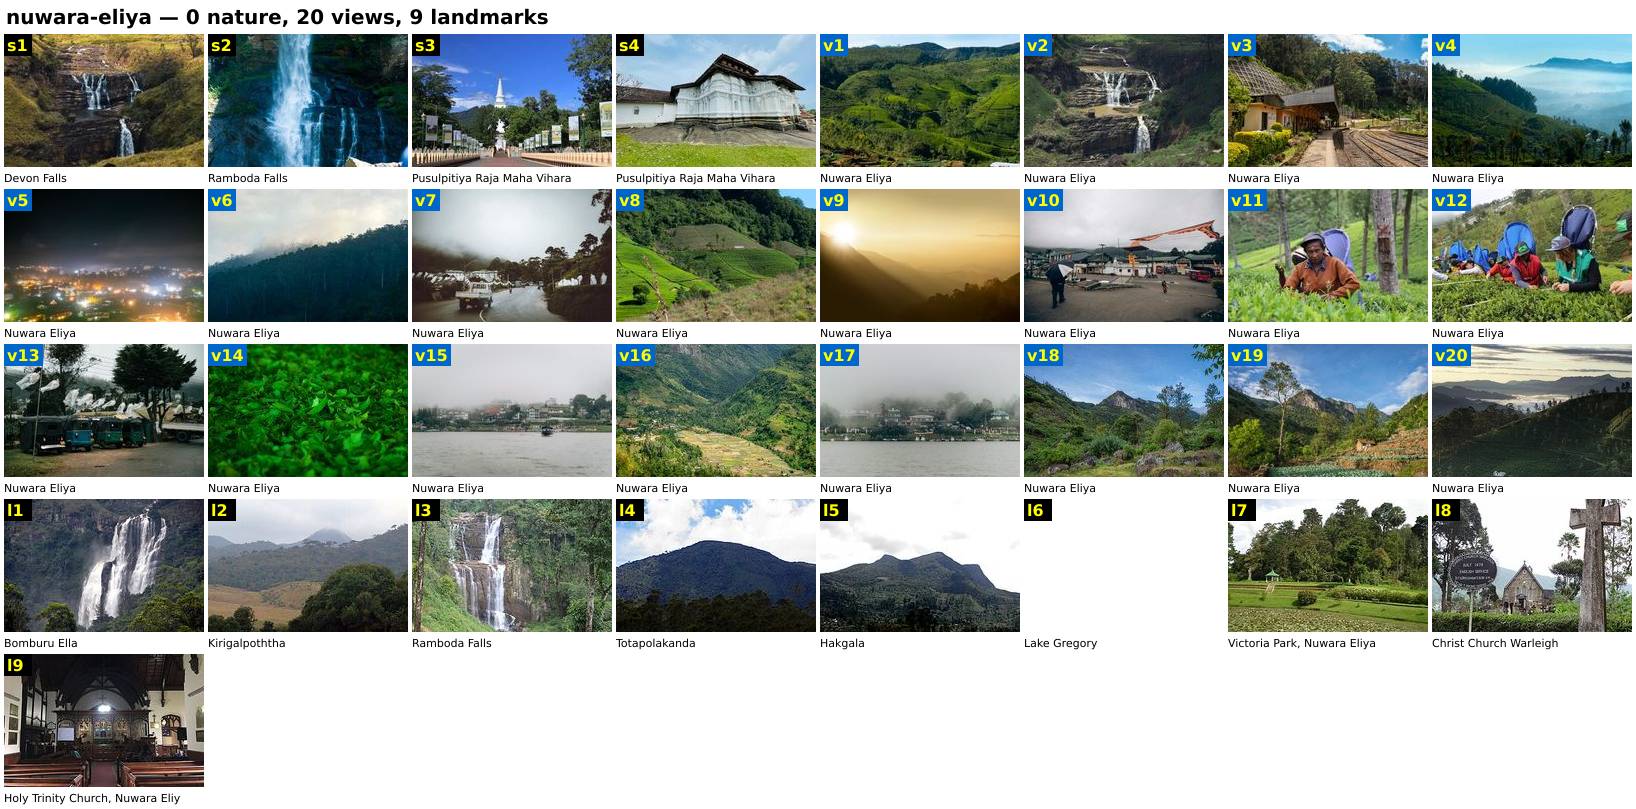 nuwara-eliya — 0 nature, 20 views, 9 landmarks
s1
s2
s3
s4
v1
v2
v3
v4
Devon Falls
Ramboda Falls
Pusulpitiya Raja Maha Vihara
Pusulpitiya Raja Maha Vihara
Nuwara Eliya
Nuwara Eliya
Nuwara Eliya
Nuwara Eliya
v5
v6
v7
v8
v9
v10
v11
v12
Nuwara Eliya
Nuwara Eliya
Nuwara Eliya
Nuwara Eliya
Nuwara Eliya
Nuwara Eliya
Nuwara Eliya
Nuwara Eliya
v13
v14
v15
v16
v17
v18
v19
v20
Nuwara Eliya
Nuwara Eliya
Nuwara Eliya
Nuwara Eliya
Nuwara Eliya
Nuwara Eliya
Nuwara Eliya
Nuwara Eliya
l1
l2
l3
l4
l5
l6
l7
l8
Bomburu Ella
Kirigalpoththa
Ramboda Falls
Totapolakanda
Hakgala
Lake Gregory
Victoria Park, Nuwara Eliya
Christ Church Warleigh
l9
Holy Trinity Church, Nuwara Eliy